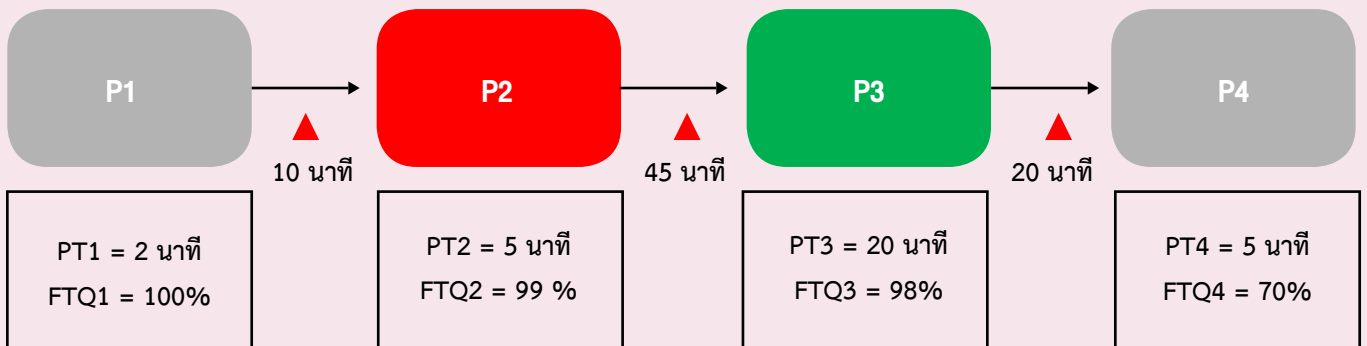 P1
P2
P3
P4
10 นาที
45 นาที
20 นาที
PT1 = 2 นาที
FTQ1 = 100%
PT2 = 5 นาที
FTQ2 = 99 %
PT3 = 20 นาที
FTQ3 = 98%
PT4 = 5 นาที
FTQ4 = 70%